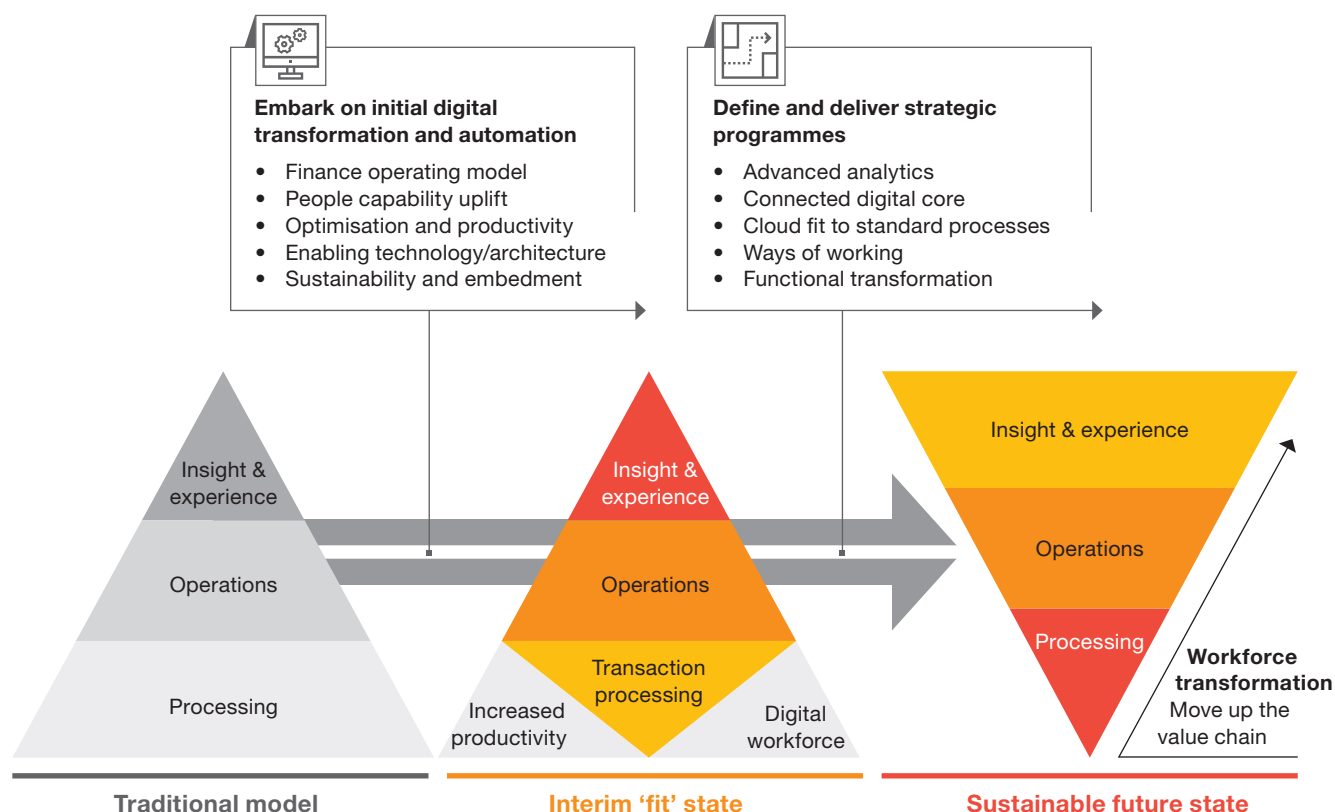 Embark on initial digital
transformation and automation
• Finance operating model
• People capability uplift
• Optimisation and productivity
• Enabling technology/architecture
• Sustainability and embedment
Define and deliver strategic
programmes
• Advanced analytics
• Connected digital core
• Cloud fit to standard processes
• Ways of working
• Functional transformation
Insight &
experience
Operations
Processing
Insight &
experience
Operations
Transaction
processing
Increased
productivity
Digital
workforce
Insight & experience
Operations
Processing
Workforce
transformation
Move up the
value chain
Traditional model
Interim ‘fit’ state
Sustainable future state